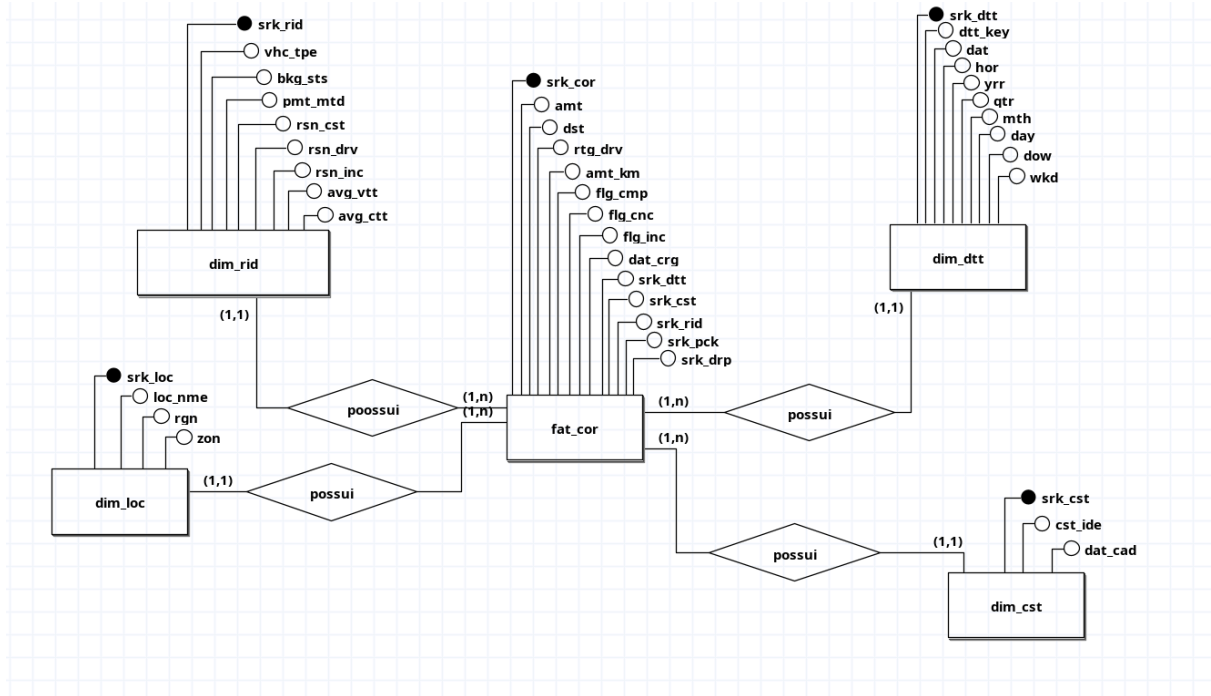 srk_rid
vhc_tpe
bkg_sts
pmt_mtd
rsn_cst
rsn_drv
rsn_inc
avg_vtt
avg_ctt
dim_rid
(1,1)
srk_cor
amt
dst
rtg_drv
amt_km
flg_cmp
flg_cnc
flg_inc
dat_crg
srk_dtt
srk_cst
srk_rid
srk_pck
srk_drp
fat_cor
srk_dtt
dtt_key
dat
hor
yrr
qtr
mth
day
dow
wkd
dim_dtt
(1,1)
poossui
(1,n)
(1,n)
(1,n)
possui
(1,n)
srk_loc
loc_nme
rgn
zon
dim_loc
(1,1)
possui
possui
(1,1)
srk_cst
cst_ide
dat_cad
dim_cst